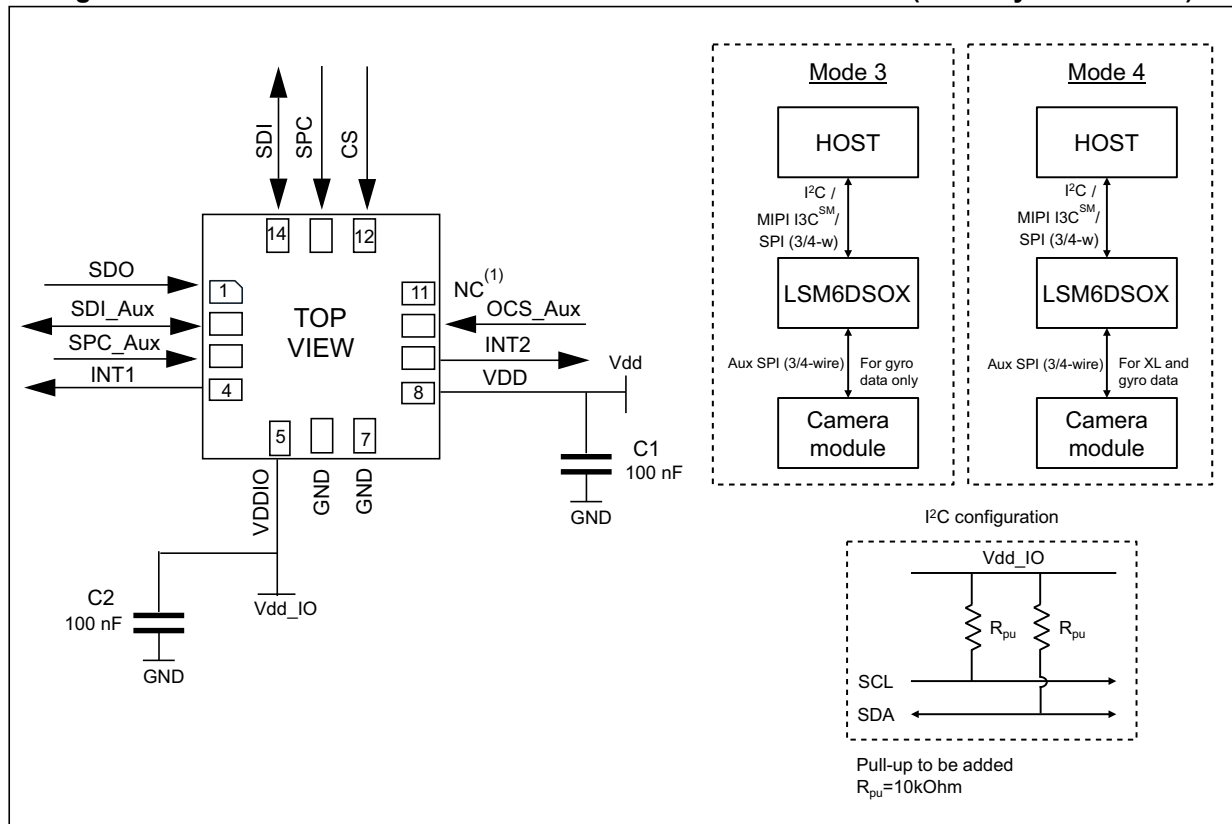 SDI
SPC
CS
14
12
SDO
1
SDI_Aux
SPC_Aux
INT1
4
TOP
VIEW
11
NC(1)
OCS_Aux
INT2
VDD
8
Vdd
5
7
VDDIO
GND
GND
C1
100 nF
GND
C2
100 nF
GND
Vdd_IO
Mode 3
HOST
I²C /
MIPI I3C^SM/
SPI (3/4-w)
LSM6DSOX
Aux SPI (3/4-wire)
For gyro
data only
Camera
module
Mode 4
HOST
I²C /
MIPI I3C^SM/
SPI (3/4-w)
LSM6DSOX
Aux SPI (3/4-wire)
For XL and
gyro data
Camera
module
I²C configuration
Vdd_IO
Rpu
Rpu
SCL
SDA
Pull-up to be added
Rpu=10kOhm